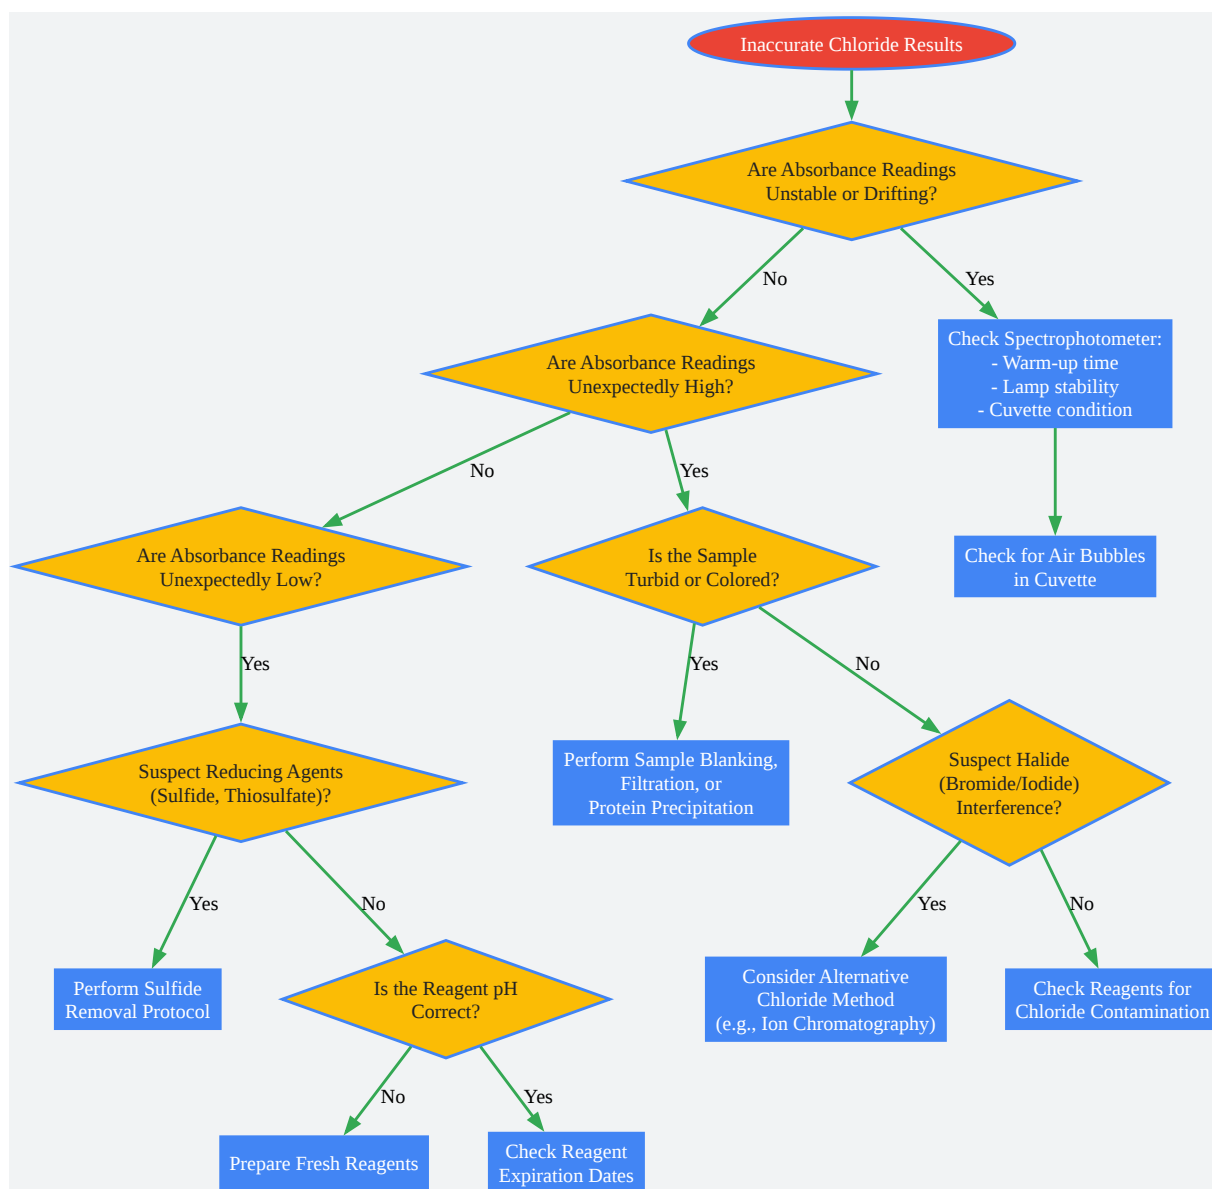 Inaccurate Chloride Results
Are Absorbance Readings
Unstable or Drifting?
No
Yes
Are Absorbance Readings
Unexpectedly High?
Check Spectrophotometer:
- Warm-up time
- Lamp stability
- Cuvette condition
No
Yes
Are Absorbance Readings
Unexpectedly Low?
Is the Sample
Turbid or Colored?
Check for Air Bubbles
in Cuvette
Yes
Yes
No
Suspect Reducing Agents
(Sulfide, Thiosulfate)?
Perform Sample Blanking,
Filtration, or
Protein Precipitation
Suspect Halide
(Bromide/Iodide)
Interference?
Yes
No
Yes
No
Perform Sulfide
Removal Protocol
Is the Reagent pH
Correct?
Consider Alternative
Chloride Method
(e.g., Ion Chromatography)
Check Reagents for
Chloride Contamination
No
Yes
Prepare Fresh Reagents
Check Reagent
Expiration Dates